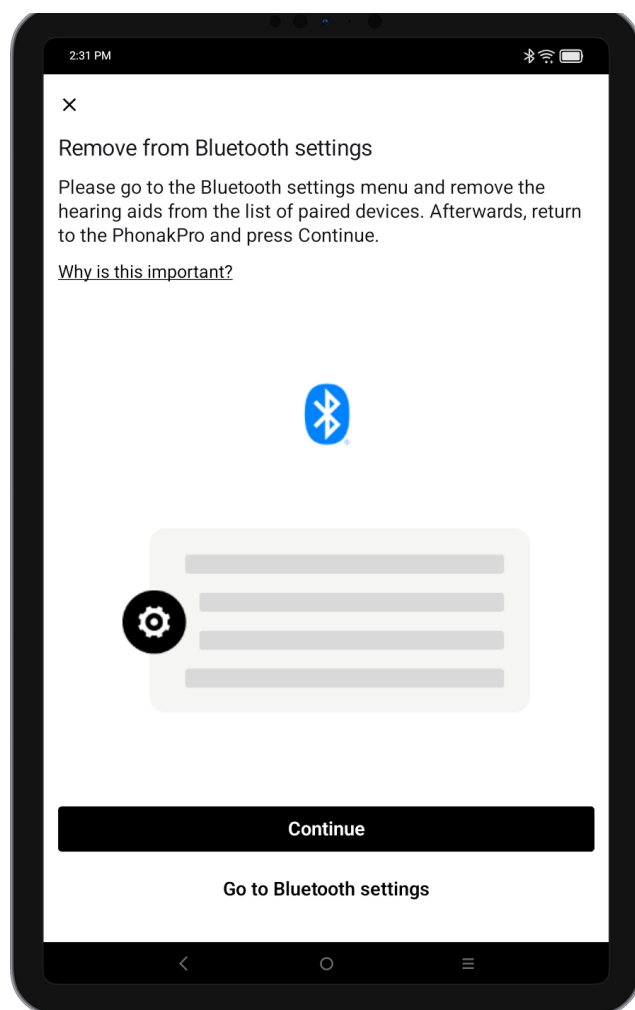 2:31 PM
Remove from Bluetooth settings
Please go to the Bluetooth settings menu and remove the
hearing aids from the list of paired devices. Afterwards, return
to the PhonakPro and press Continue.
Why is this important?
Continue
Go to Bluetooth settings